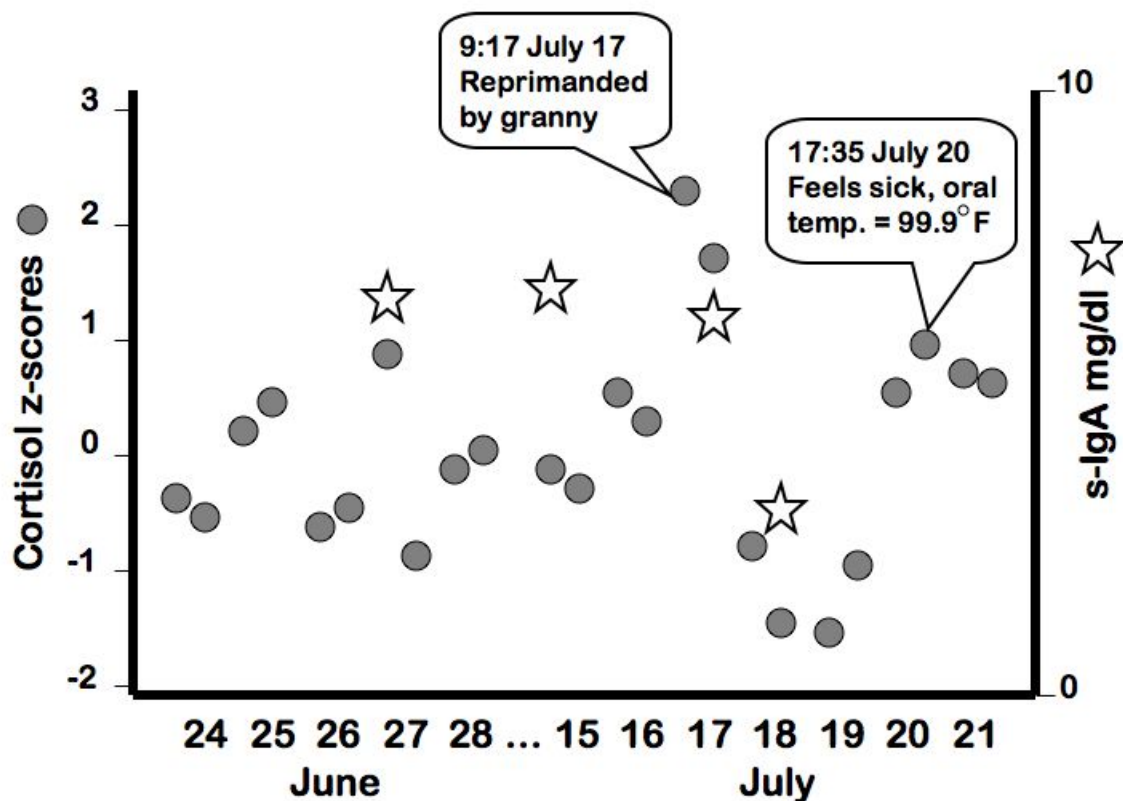 9:17 July 17
Reprimanded
by granny
17:35 July 20
Feels sick, oral
temp. = 99.9° F
Cortisol z-scores
3
2
1
0
-1
-2
10
0
s-IgA mg/dl
24 25 26 27 28 ... 15 16 17 18 19 20 21
June July